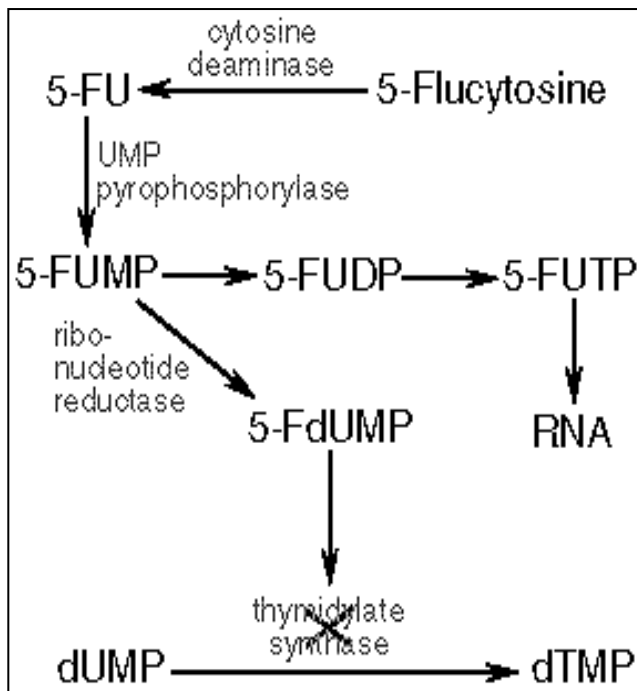 cytosine
deaminase
5-FU
5-Flucytosine
UMP
pyrophosphorylase
5-FUMP
5-FUDP
5-FUTP
ribo-
nudeotide
reductase
5-FdUMP
RNA
thymidylate
synthase
dUMP
dTMP